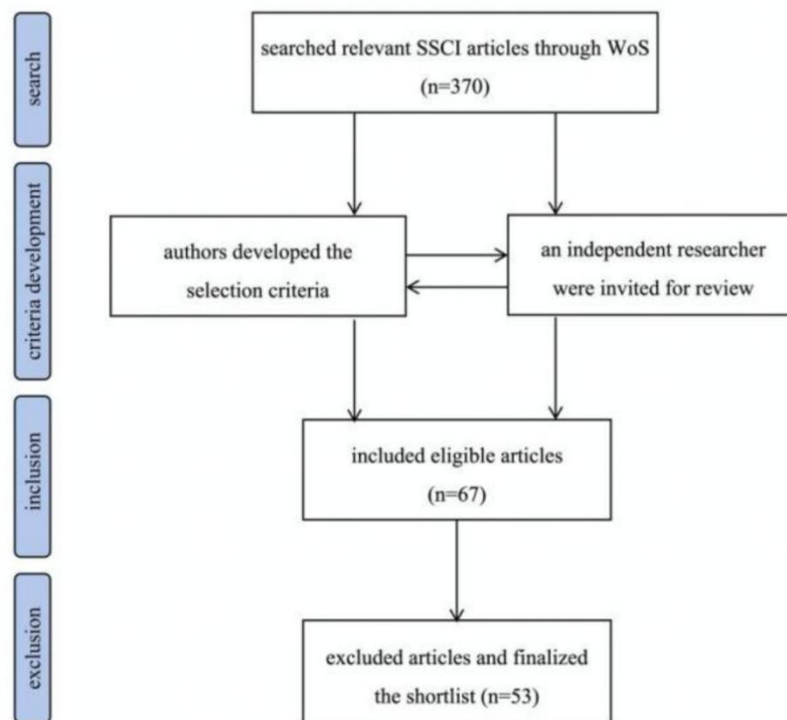 search
searched relevant SSCI articles through WoS
(n=370)
criteria development
authors developed the
selection criteria
an independent researcher
were invited for review
inclusion
included eligible articles
(n=67)
exclusion
excluded articles and finalized
the shortlist (n=53)